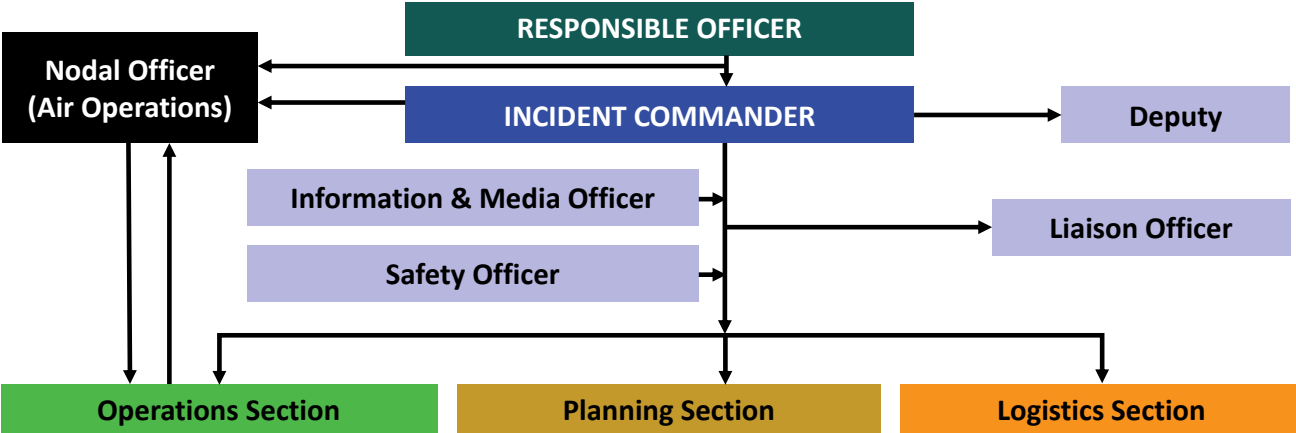 RESPONSIBLE OFFICER
Nodal Officer
(Air Operations)
INCIDENT COMMANDER
Deputy
Information & Media Officer
Liaison Officer
Safety Officer
Operations Section
Planning Section
Logistics Section